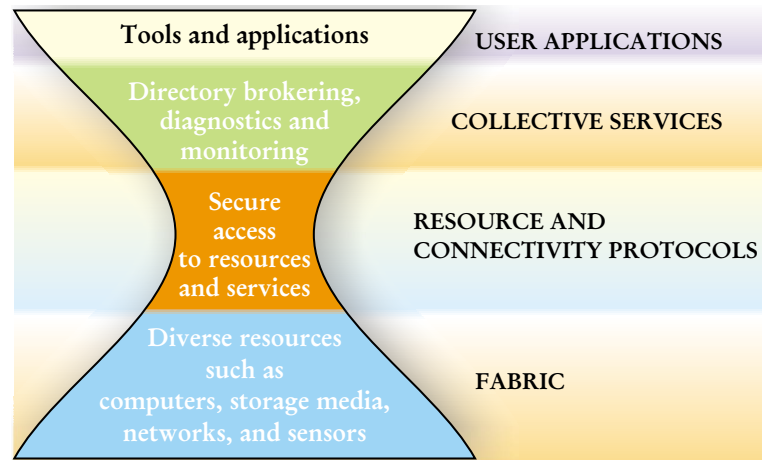 Tools and applications
USER APPLICATIONS
Directory brokering,
diagnostics and
monitoring
COLLECTIVE SERVICES
Secure
access
to resources
and services
RESOURCE AND
CONNECTIVITY PROTOCOLS
Diverse resources
such as
computers, storage media,
networks, and sensors
FABRIC